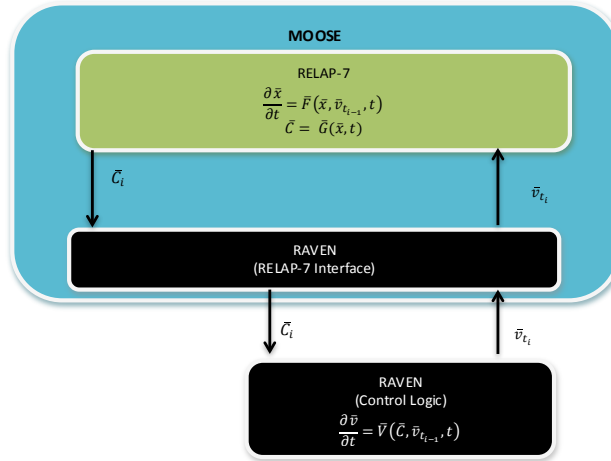 MOOSE
RELAP-7
∂x̄/∂t = F̄(x̄, v̄_{t_{i-1}}, t)
C̄ = Ḡ(x̄, t)
C̄_i
v̄_{t_i}
RAVEN
(RELAP-7 Interface)
C̄_i
v̄_{t_i}
RAVEN
(Control Logic)
∂v̄/∂t = V̄(C̄, v̄_{t_{i-1}}, t)